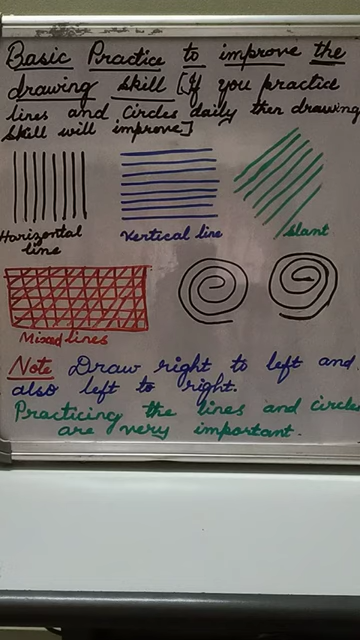 Basic Practice to improve the
drawing skill [If you practice
lines and Circles daily then drawing
skill will improve]
Horizontal
line
Vertical line
Slant
Mixed lines
Note Draw right to left and
also left to right.
Practicing the lines and circle
are very important.